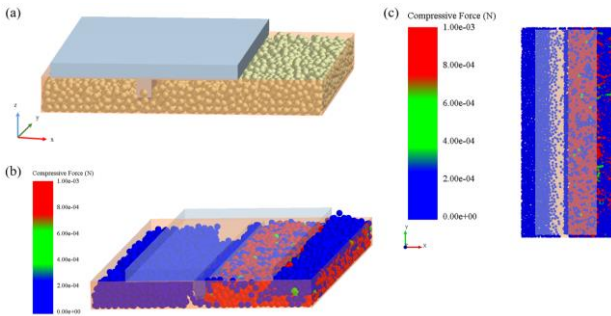 (a)
z
y
x
(b)
Compressive Force (N)
1.00e-03
8.00e-04
6.00e-04
4.00e-04
2.00e-04
0.00e+00
(c)
Compressive Force (N)
1.00e-03
8.00e-04
6.00e-04
4.00e-04
2.00e-04
0.00e+00
y
x